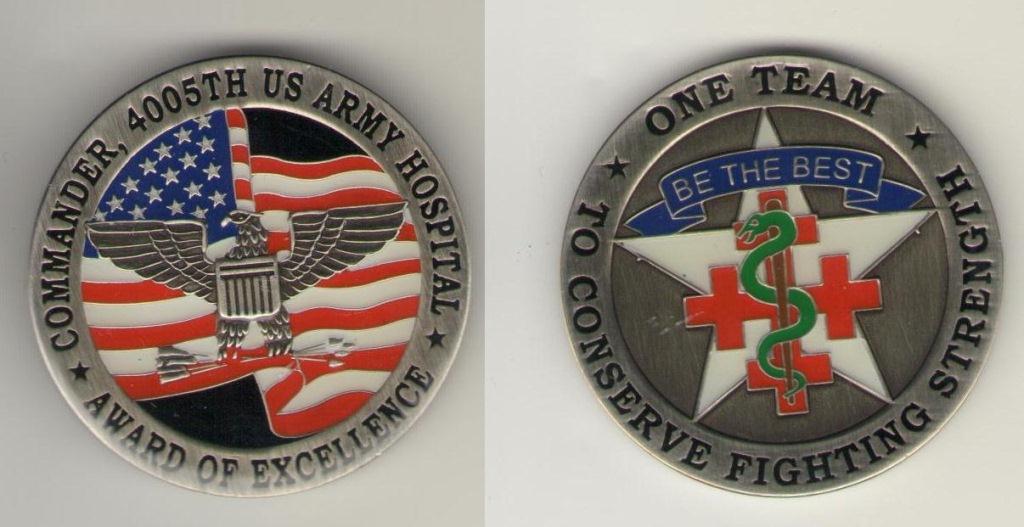 COMMANDER, 4005TH US ARMY HOSPITAL
AWARD OF EXCELLENCE
ONE TEAM
BE THE BEST
TO CONSERVE FIGHTING STRENGTH